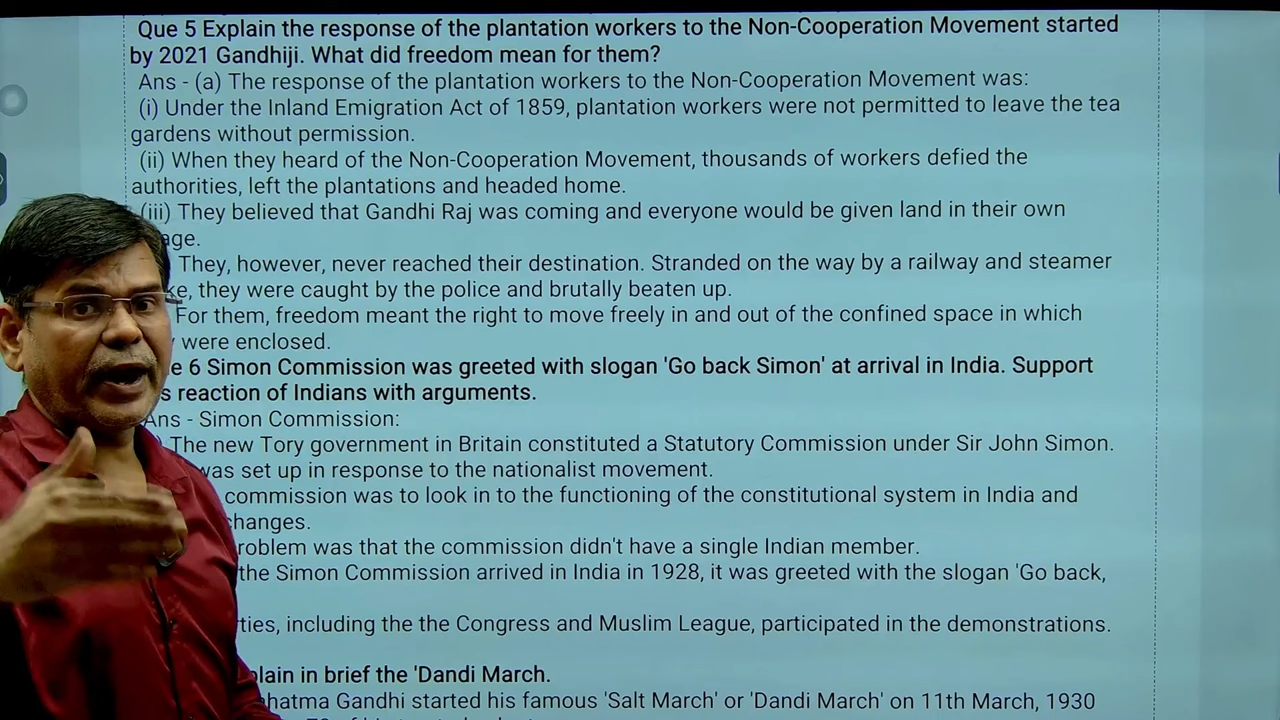 Que 5 Explain the response of the plantation workers to the Non-Cooperation Movement started
by 2021 Gandhiji. What did freedom mean for them?
Ans - (a) The response of the plantation workers to the Non-Cooperation Movement was:
(i) Under the Inland Emigration Act of 1859, plantation workers were not permitted to leave the tea
gardens without permission.
(ii) When they heard of the Non-Cooperation Movement, thousands of workers defied the
authorities, left the plantations and headed home.
(iii) They believed that Gandhi Raj was coming and everyone would be given land in their own
They, however, never reached their destination. Stranded on the way by a railway and steamer
they were caught by the police and brutally beaten up.
For them, freedom meant the right to move freely in and out of the confined space in which
were enclosed.
6 Simon Commission was greeted with slogan 'Go back Simon' at arrival in India. Support
reaction of Indians with arguments.
Ans - Simon Commission:
The new Tory government in Britain constituted a Statutory Commission under Sir John Simon.
was set up in response to the nationalist movement.
commission was to look in to the functioning of the constitutional system in India and
changes.
was that the commission didn't have a single Indian member.
the Simon Commission arrived in India in 1928, it was greeted with the slogan 'Go back,
including the the Congress and Muslim League, participated in the demonstrations.
in brief the 'Dandi March.
Gandhi started his famous 'Salt March' or 'Dandi March' on 11th March, 1930